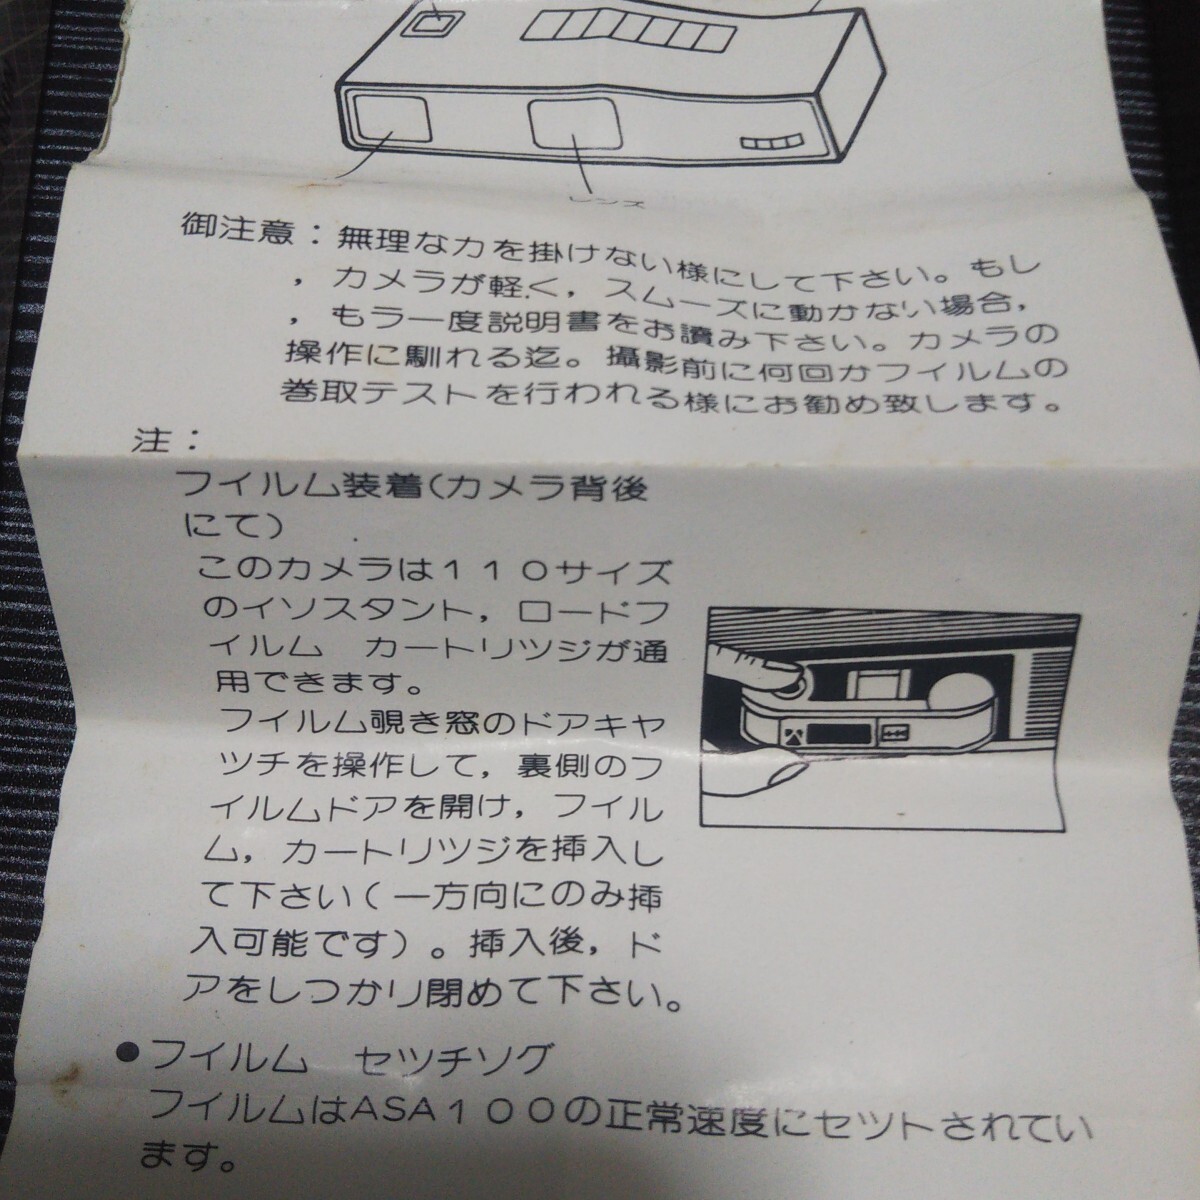 レンズ
御注意：無理な力を掛けない様にして下さい。もし
，カメラが軽く，スムーズに動かない場合，
，もラ一度説明書をお讀み下さい。カメラの
操作に馴れる迄。攝影前に何回かフイルムの
巻取テストを行われる様にお勧め致します。
注：
フイルム装着(カメラ背後
にて)
このカメラは１１０サイズ
のイソスタント，ロードフ
イルム　カートリツジが通
用できます。
フイルム覗き窓のドアキヤ
ツチを操作して，裏側のフ
イルムドアを開け，フイル
ム，カートリツジを挿入し
て下さい(一方向にのみ挿
入可能です)。挿入後，ド
アをしつかり閉めて下さい。
●フイルム　セツチソグ
フイルムはASA１００の正常速度にセツトされてい
ます。